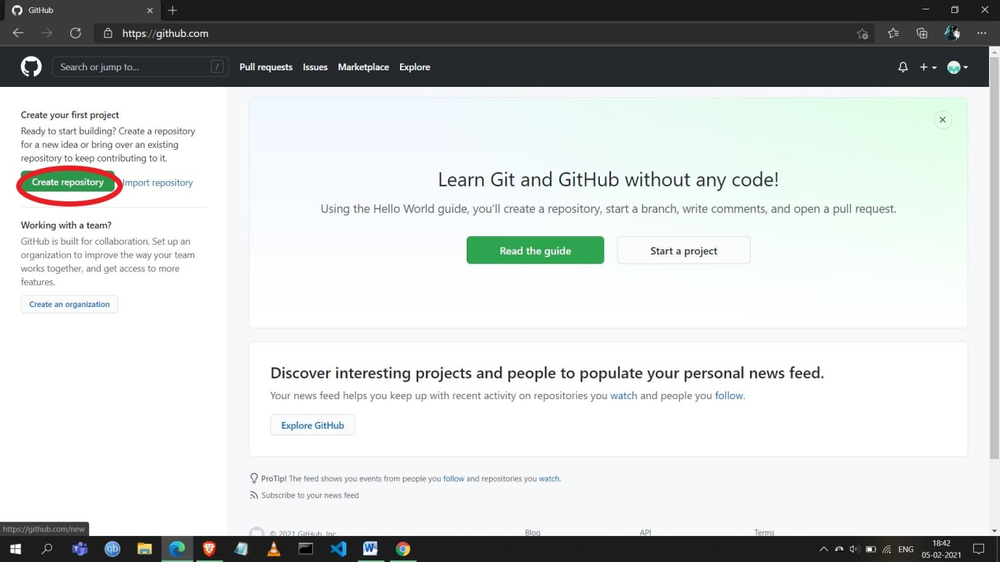 GitHub
https://github.com
Search or jump to... /
Pull requests Issues Marketplace Explore
Create your first project
Ready to start building? Create a repository
for a new idea or bring over an existing
repository to keep contributing to it.
Create repository Import repository
Working with a team?
GitHub is built for collaboration. Set up an
organization to improve the way your team
works together, and get access to more
features.
Create an organization
Learn Git and GitHub without any code!
Using the Hello World guide, you’ll create a repository, start a branch, write comments, and open a pull request.
Read the guide Start a project
Discover interesting projects and people to populate your personal news feed.
Your news feed helps you keep up with recent activity on repositories you watch and people you follow.
Explore GitHub
ProTip! The feed shows you events from people you follow and repositories you watch.
Subscribe to your news feed
© 2021 GitHub, Inc. Blog API Terms
https://github.com/new
qb W ENG 18:42
05-02-2021